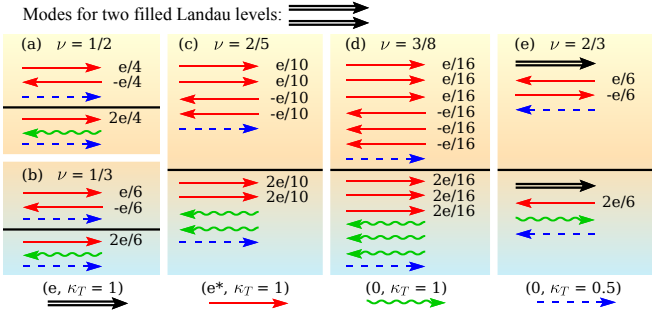 Modes for two filled Landau levels:
(a) ν = 1/2
e/4
-e/4
2e/4
(b) ν = 1/3
e/6
-e/6
2e/6
(c) ν = 2/5
e/10
e/10
-e/10
-e/10
2e/10
2e/10
(d) ν = 3/8
e/16
e/16
e/16
-e/16
-e/16
-e/16
2e/16
2e/16
2e/16
(e) ν = 2/3
e/6
-e/6
2e/6
(e, κT = 1)
(e*, κT = 1)
(0, κT = 1)
(0, κT = 0.5)